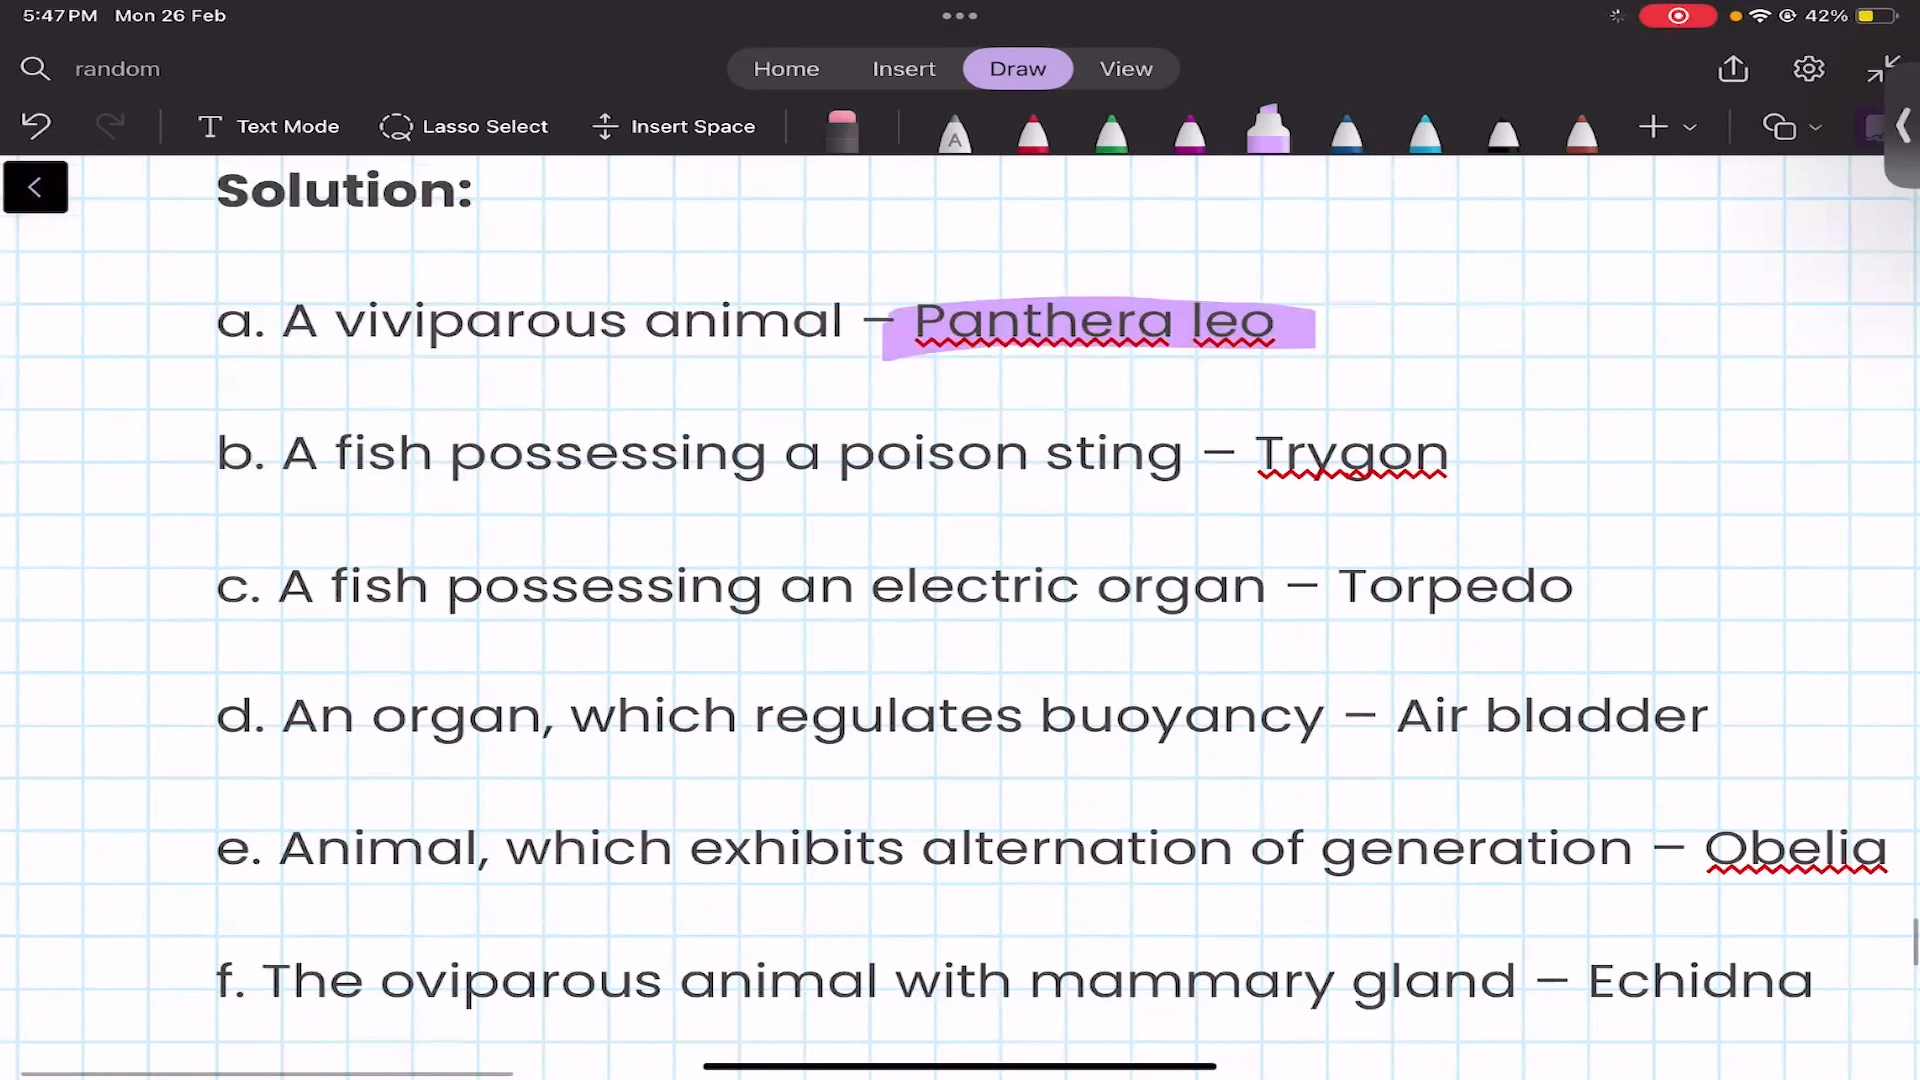 5:47 PM Mon 26 Feb
42%
random
Home Insert Draw View
Text Mode Lasso Select Insert Space
A
Solution:
a. A viviparous animal – Panthera leo
b. A fish possessing a poison sting – Trygon
c. A fish possessing an electric organ – Torpedo
d. An organ, which regulates buoyancy – Air bladder
e. Animal, which exhibits alternation of generation – Obelia
f. The oviparous animal with mammary gland – Echidna